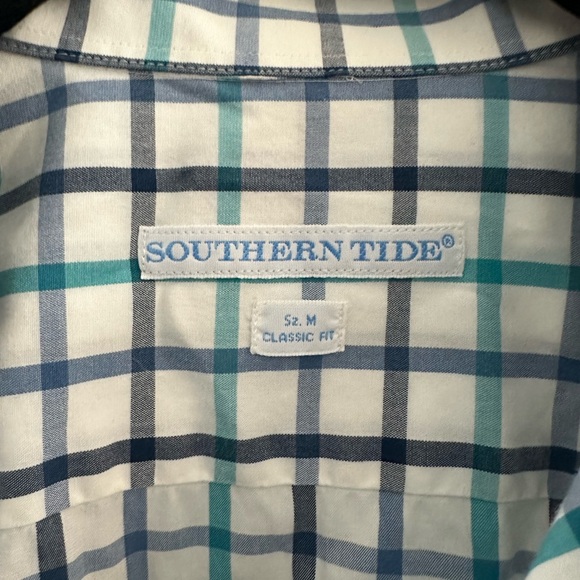 SOUTHERN TIDE®
Sz. M
CLASSIC FIT